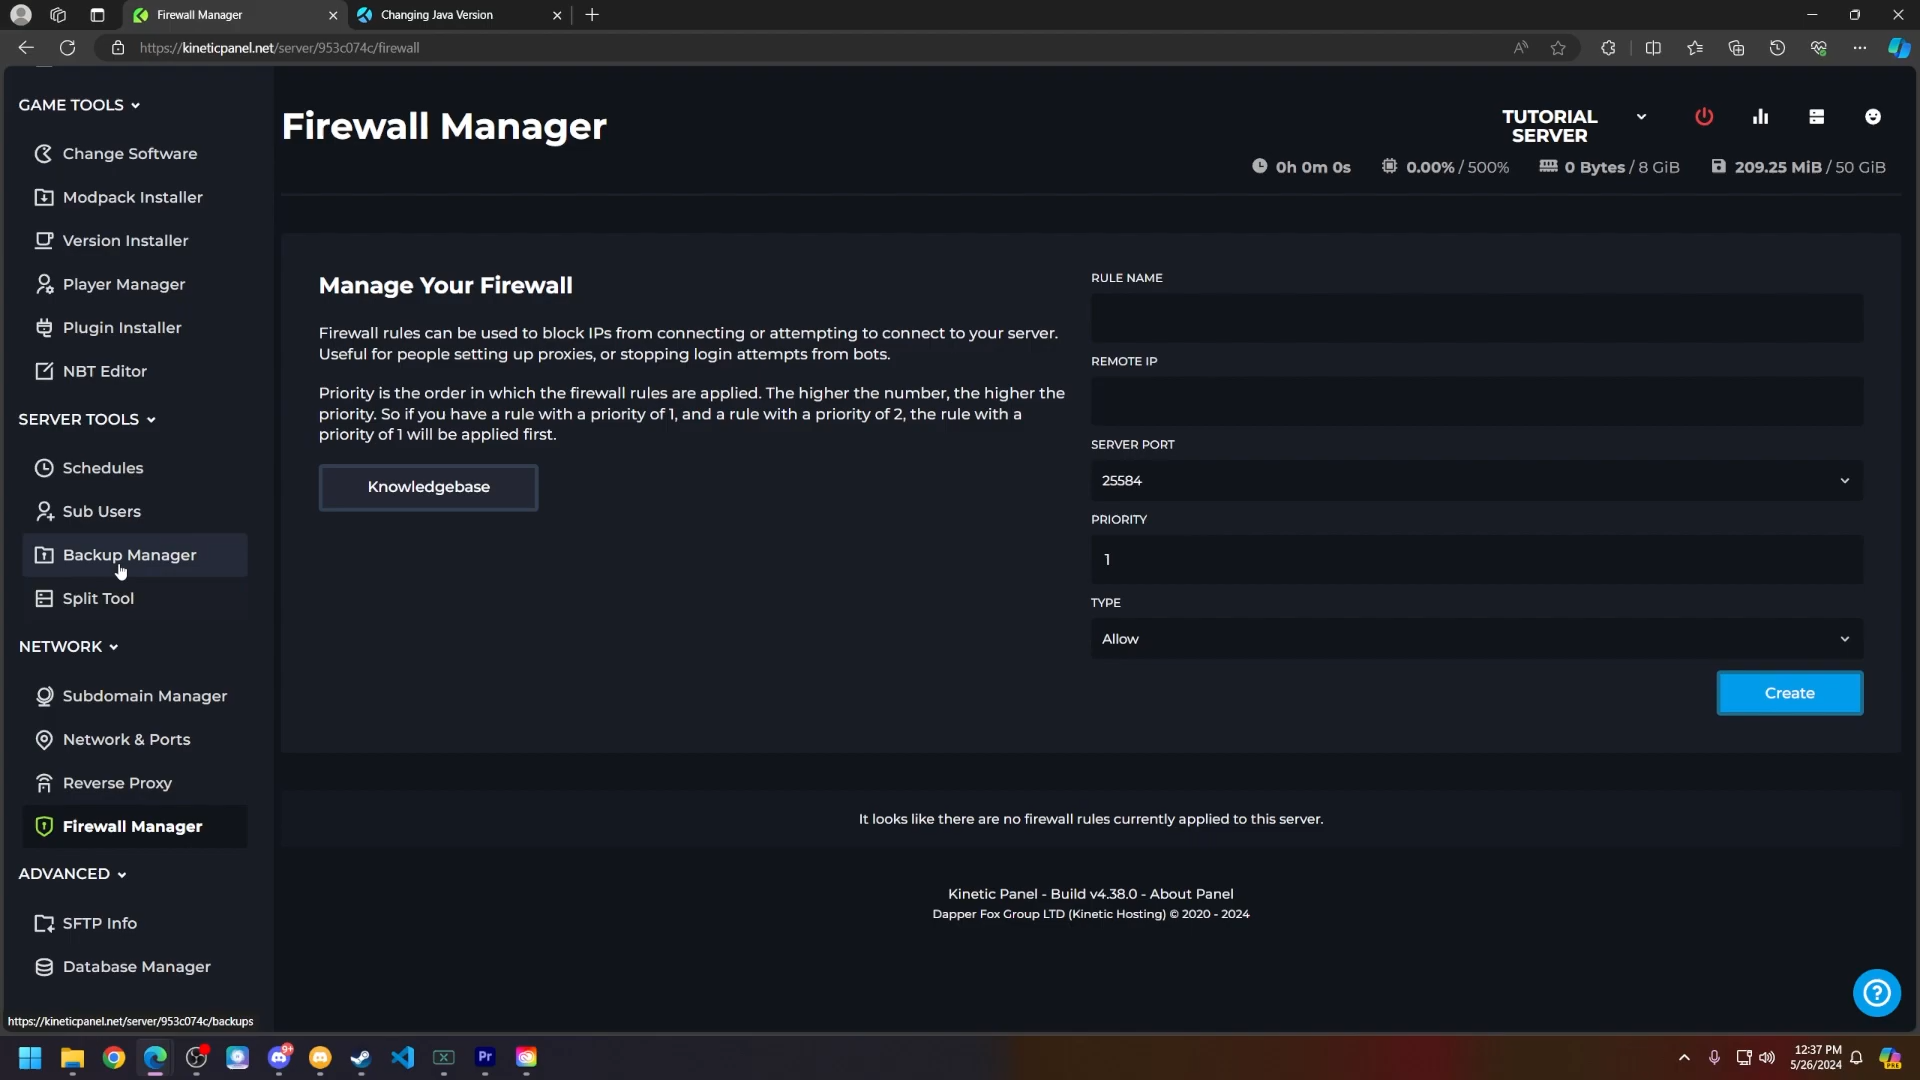 Firewall Manager
Changing Java Version
https://kineticpanel.net/server/953c074c/firewall
GAME TOOLS
Change Software
Modpack Installer
Version Installer
Player Manager
Plugin Installer
NBT Editor
SERVER TOOLS
Schedules
Sub Users
Backup Manager
Split Tool
NETWORK
Subdomain Manager
Network & Ports
Reverse Proxy
Firewall Manager
ADVANCED
SFTP Info
Database Manager
https://kineticpanel.net/server/953c074c/backups
Firewall Manager
TUTORIAL
SERVER
0h 0m 0s
0.00% / 500%
0 Bytes / 8 GiB
209.25 MiB / 50 GiB
Manage Your Firewall
Firewall rules can be used to block IPs from connecting or attempting to connect to your server.
Useful for people setting up proxies, or stopping login attempts from bots.
Priority is the order in which the firewall rules are applied. The higher the number, the higher the
priority. So if you have a rule with a priority of 1, and a rule with a priority of 2, the rule with a
priority of 1 will be applied first.
Knowledgebase
RULE NAME
REMOTE IP
SERVER PORT
25584
PRIORITY
1
TYPE
Allow
Create
It looks like there are no firewall rules currently applied to this server.
Kinetic Panel - Build v4.38.0 - About Panel
Dapper Fox Group LTD (Kinetic Hosting) © 2020 - 2024
9+
Pr
12:37 PM
5/26/2024
PRE